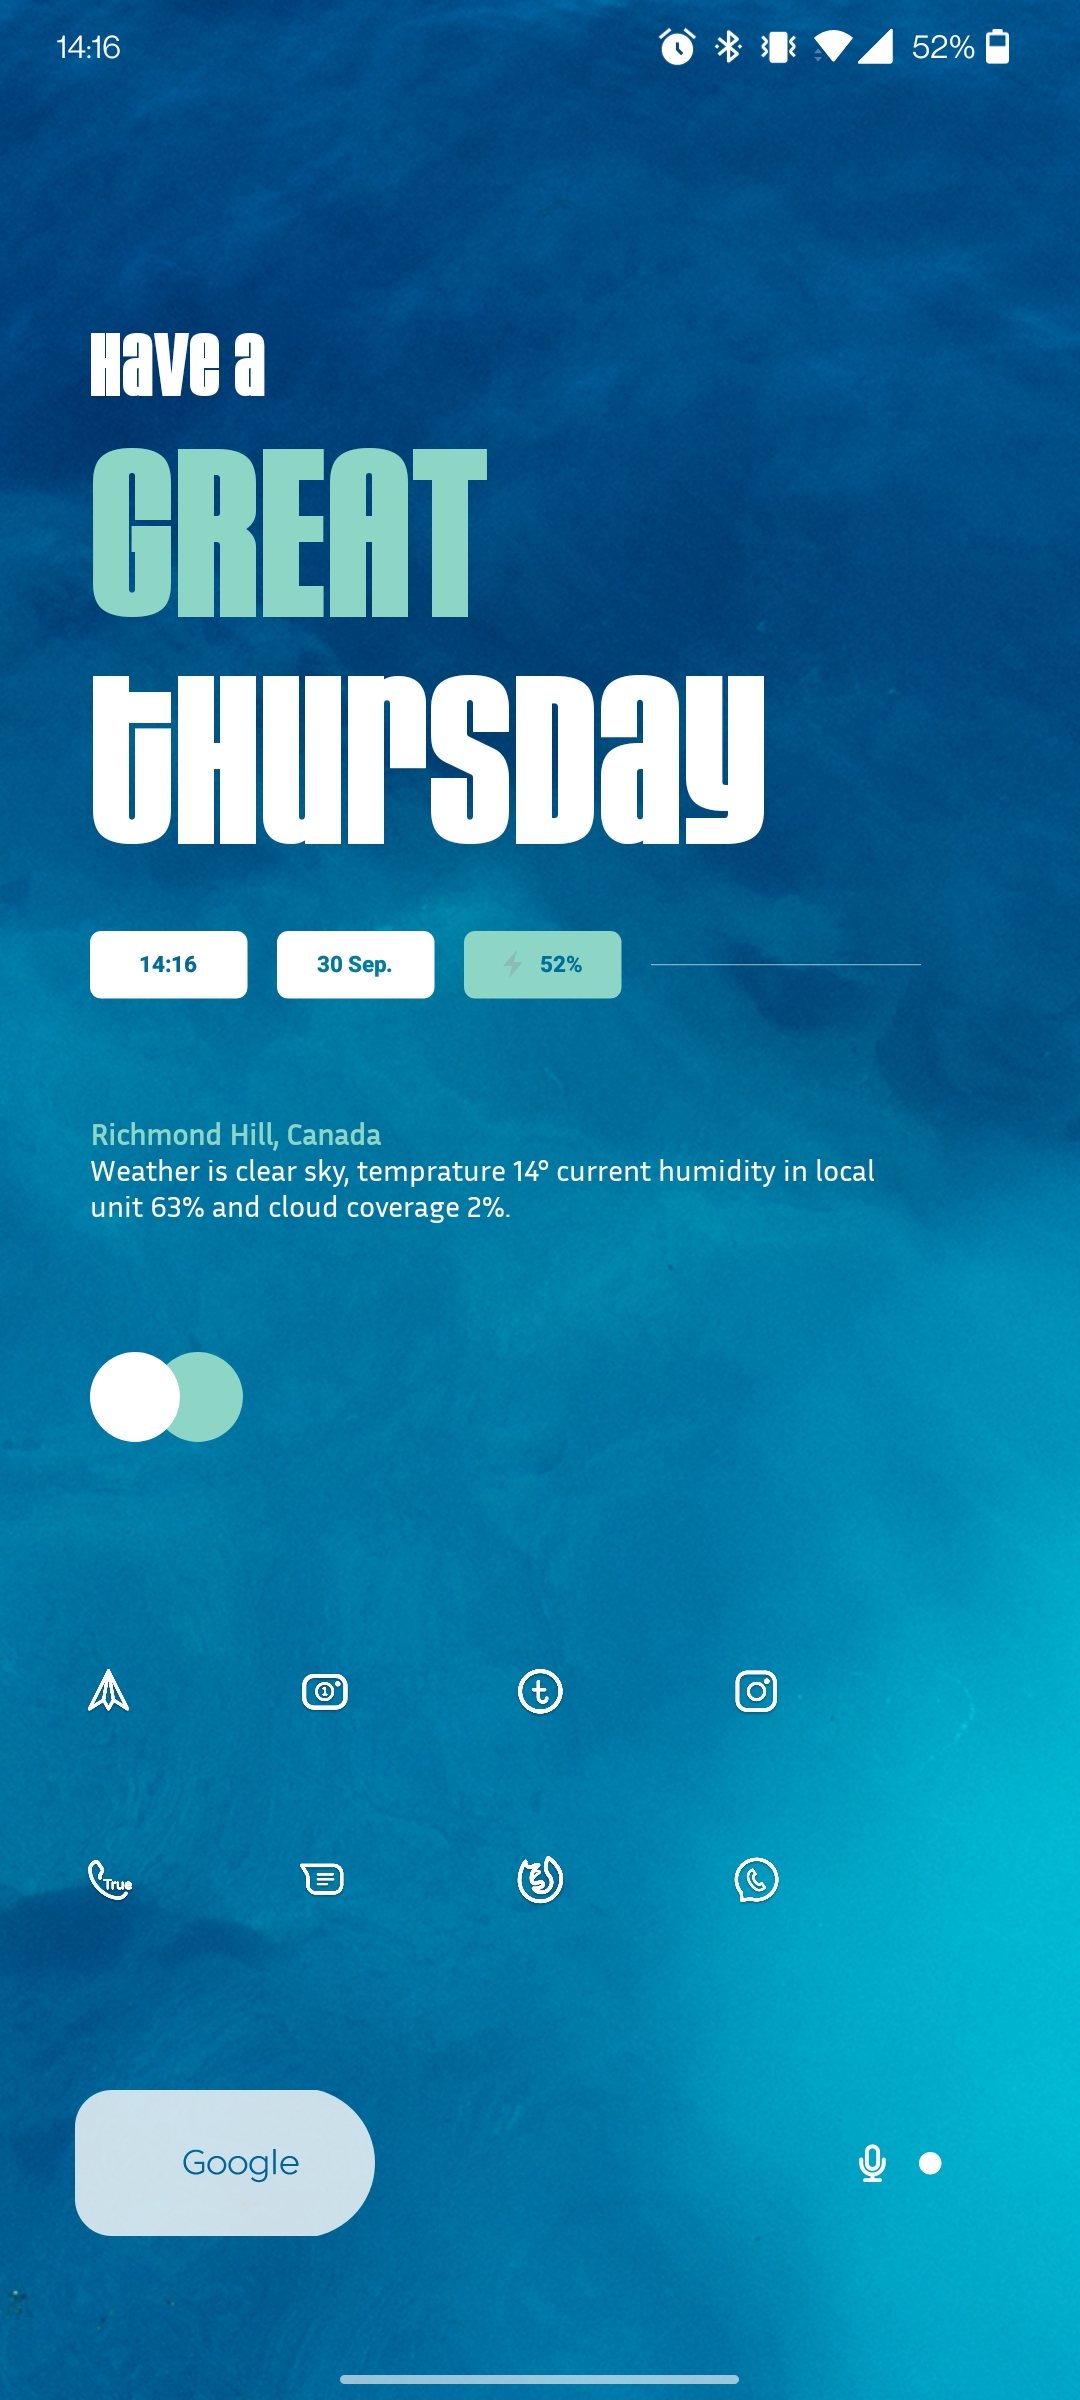 14:16 52%
Have a
GREAT
thursday
14:16 30 Sep. 52%
Richmond Hill, Canada
Weather is clear sky, temprature 14° current humidity in local
unit 63% and cloud coverage 2%.
1 t
True
Google